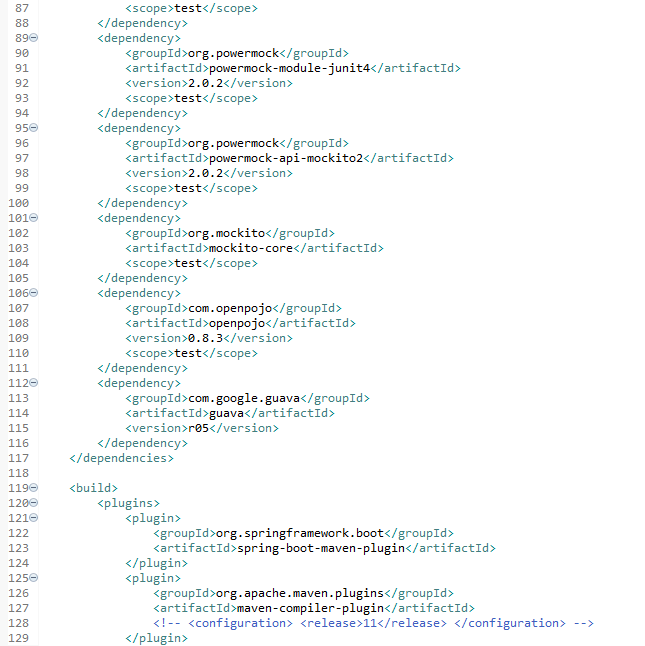 87 <scope>test</scope>
88 </dependency>
89 <dependency>
90 <groupId>org.powermock</groupId>
91 <artifactId>powermock-module-junit4</artifactId>
92 <version>2.0.2</version>
93 <scope>test</scope>
94 </dependency>
95 <dependency>
96 <groupId>org.powermock</groupId>
97 <artifactId>powermock-api-mockito2</artifactId>
98 <version>2.0.2</version>
99 <scope>test</scope>
100 </dependency>
101 <dependency>
102 <groupId>org.mockito</groupId>
103 <artifactId>mockito-core</artifactId>
104 <scope>test</scope>
105 </dependency>
106 <dependency>
107 <groupId>com.openpojo</groupId>
108 <artifactId>openpojo</artifactId>
109 <version>0.8.3</version>
110 <scope>test</scope>
111 </dependency>
112 <dependency>
113 <groupId>com.google.guava</groupId>
114 <artifactId>guava</artifactId>
115 <version>r05</version>
116 </dependency>
117 </dependencies>
118
119 <build>
120 <plugins>
121 <plugin>
122 <groupId>org.springframework.boot</groupId>
123 <artifactId>spring-boot-maven-plugin</artifactId>
124 </plugin>
125 <plugin>
126 <groupId>org.apache.maven.plugins</groupId>
127 <artifactId>maven-compiler-plugin</artifactId>
128 <!-- <configuration> <release>11</release> </configuration> -->
129 </plugin>